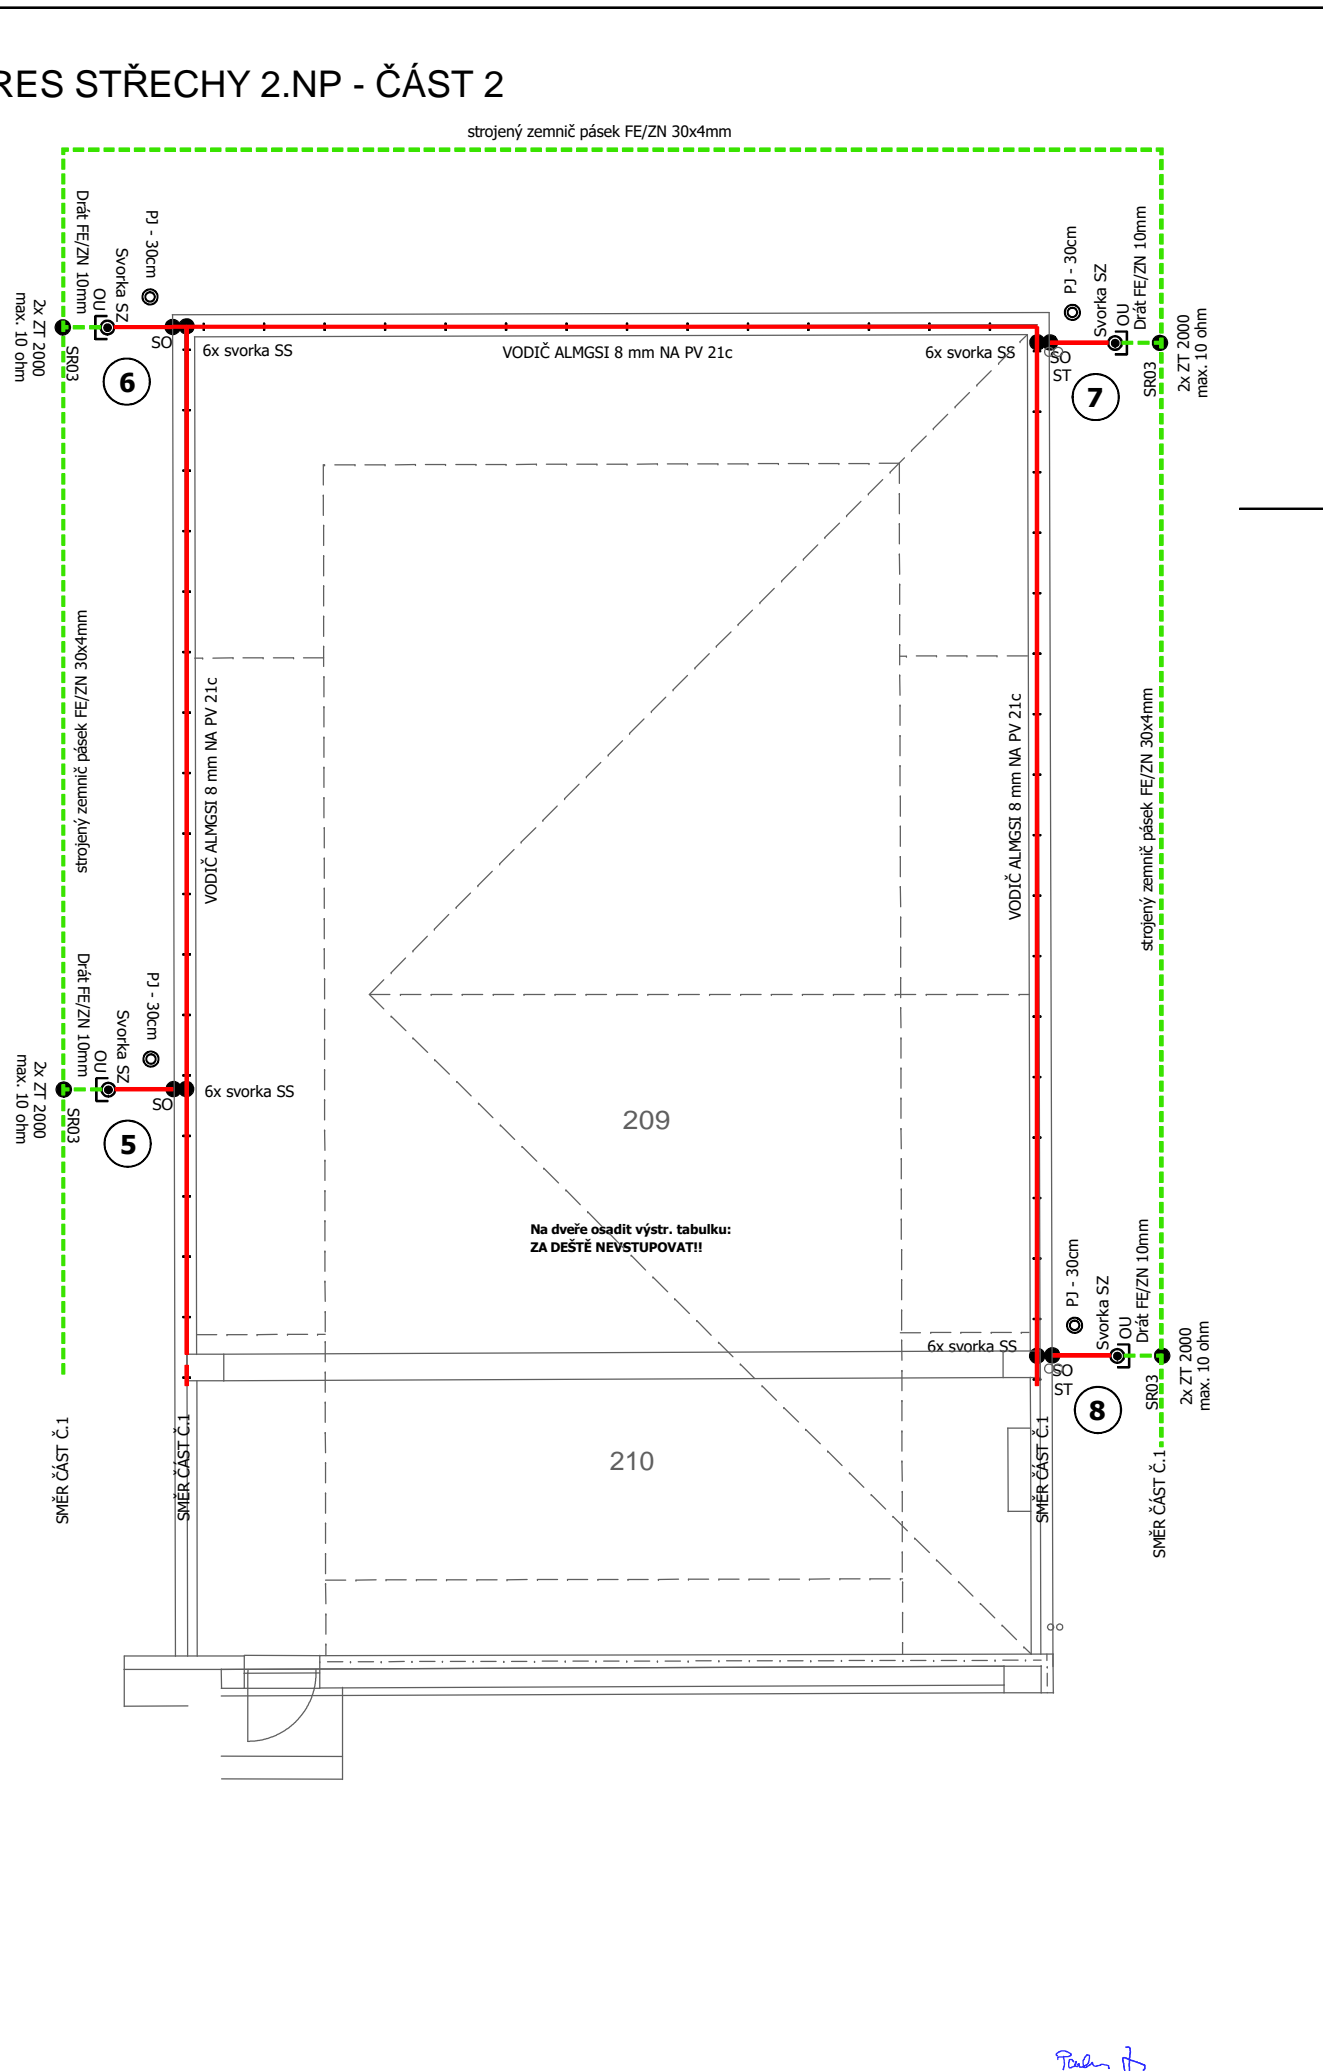 RES STŘECHY 2.NP - ČÁST 2
strojený zemnič pásek FE/ZN 30x4mm
Drát FE/ZN 10mm
PJ - 30cm
Svorka SZ
OU
2x ZT 2000
max. 10 ohm
SR03
SO
6
6x svorka SS
VODIČ ALMGSI 8 mm NA PV 21c
6x svorka SS
PJ - 30cm
Svorka SZ
OU
Drát FE/ZN 10mm
SO
ST
7
SR03
2x ZT 2000
max. 10 ohm
strojený zemnič pásek FE/ZN 30x4mm
VODIČ ALMGSI 8 mm NA PV 21c
VODIČ ALMGSI 8 mm NA PV 21c
strojený zemnič pásek FE/ZN 30x4mm
Drát FE/ZN 10mm
PJ - 30cm
Svorka SZ
OU
2x ZT 2000
max. 10 ohm
SR03
SO
5
6x svorka SS
209
Na dveře osadit výstr. tabulku:
ZA DEŠTĚ NEVSTUPOVAT!!
6x svorka SS
PJ - 30cm
Svorka SZ
OU
Drát FE/ZN 10mm
SO
ST
8
SR03
2x ZT 2000
max. 10 ohm
SMĚR ČÁST Č.1
SMĚR ČÁST Č.1
210
SMĚR ČÁST Č.1
SMĚR ČÁST Č.1